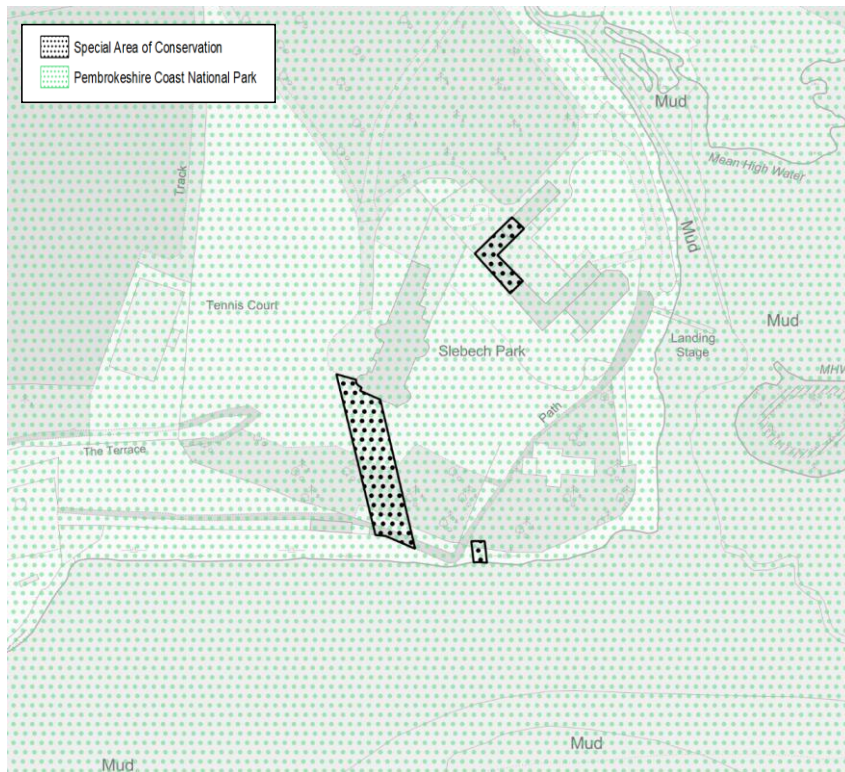 Special Area of Conservation
Pembrokeshire Coast National Park
Mud
Mean High Water
Track
Mud
Tennis Court
Mud
Landing
Stage
Slebech Park
MHW
Path
The Terrace
Mud
Mud